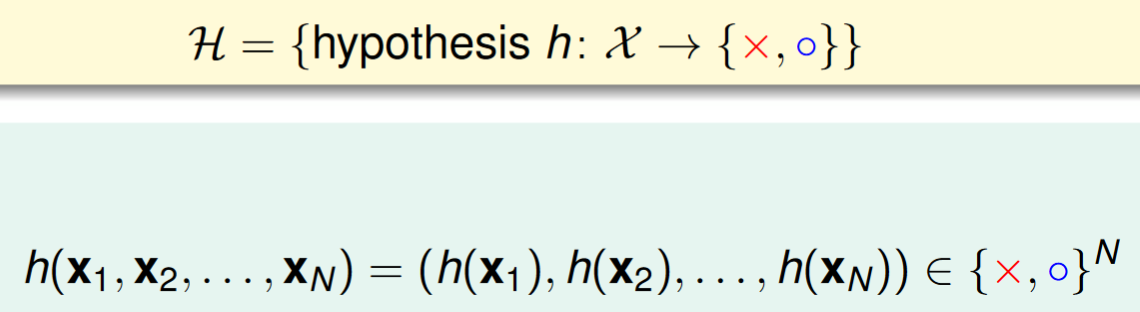 ℋ = {hypothesis h: 𝒳 → {×, ∘}}
h(x₁, x₂, . . . , x_N) = (h(x₁), h(x₂), . . . , h(x_N)) ∈ {×, ∘}^N